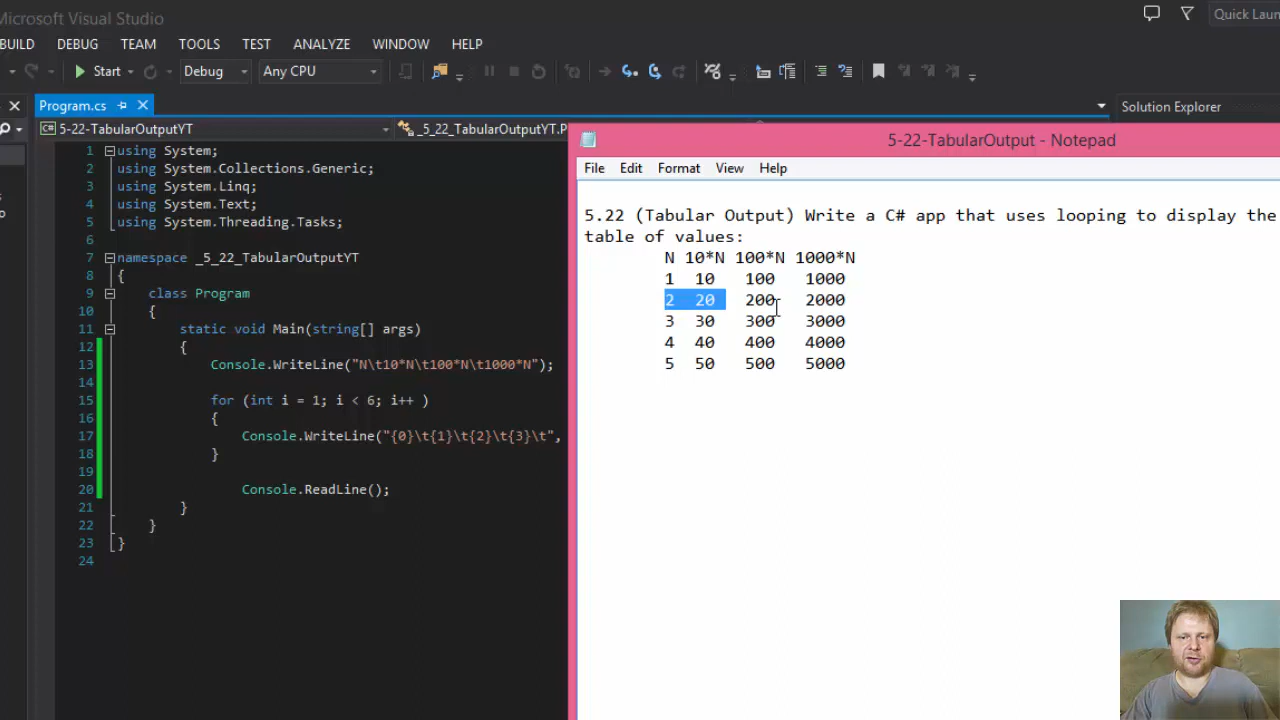 Microsoft Visual Studio
Quick Laun
BUILD DEBUG TEAM TOOLS TEST ANALYZE WINDOW HELP
Start Debug Any CPU
Program.cs
Solution Explorer
5-22-TabularOutputYT _5_22_TabularOutputYT.P
1 using System;
2 using System.Collections.Generic;
3 using System.Linq;
4 using System.Text;
5 using System.Threading.Tasks;
6
7 namespace _5_22_TabularOutputYT
8 {
9 class Program
10 {
11 static void Main(string[] args)
12 {
13 Console.WriteLine("N\t10*N\t100*N\t1000*N");
14
15 for (int i = 1; i < 6; i++ )
16 {
17 Console.WriteLine("{0}\t{1}\t{2}\t{3}\t",
18 }
19
20 Console.ReadLine();
21 }
22 }
23 }
24
5-22-TabularOutput - Notepad
File Edit Format View Help
5.22 (Tabular Output) Write a C# app that uses looping to display the
table of values:
N 10*N 100*N 1000*N
1 10 100 1000
2 20 200 2000
3 30 300 3000
4 40 400 4000
5 50 500 5000